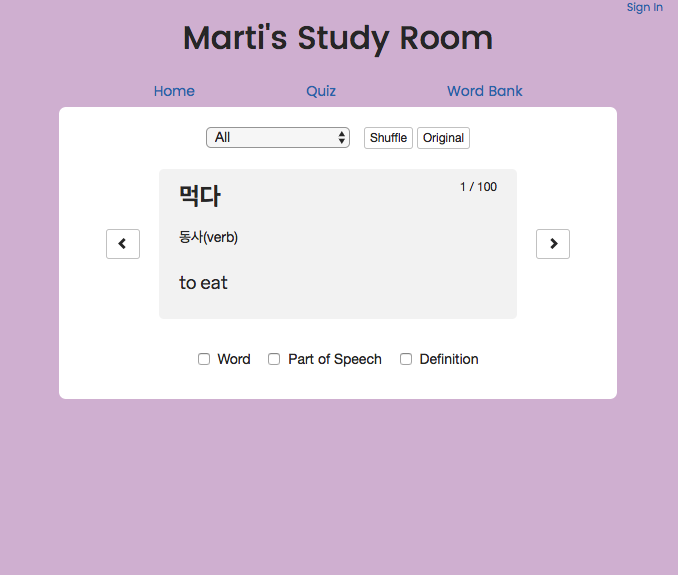 Sign In
Marti's Study Room
Home Quiz Word Bank
All Shuffle Original
먹다 1 / 100
동사(verb)
to eat
Word Part of Speech Definition